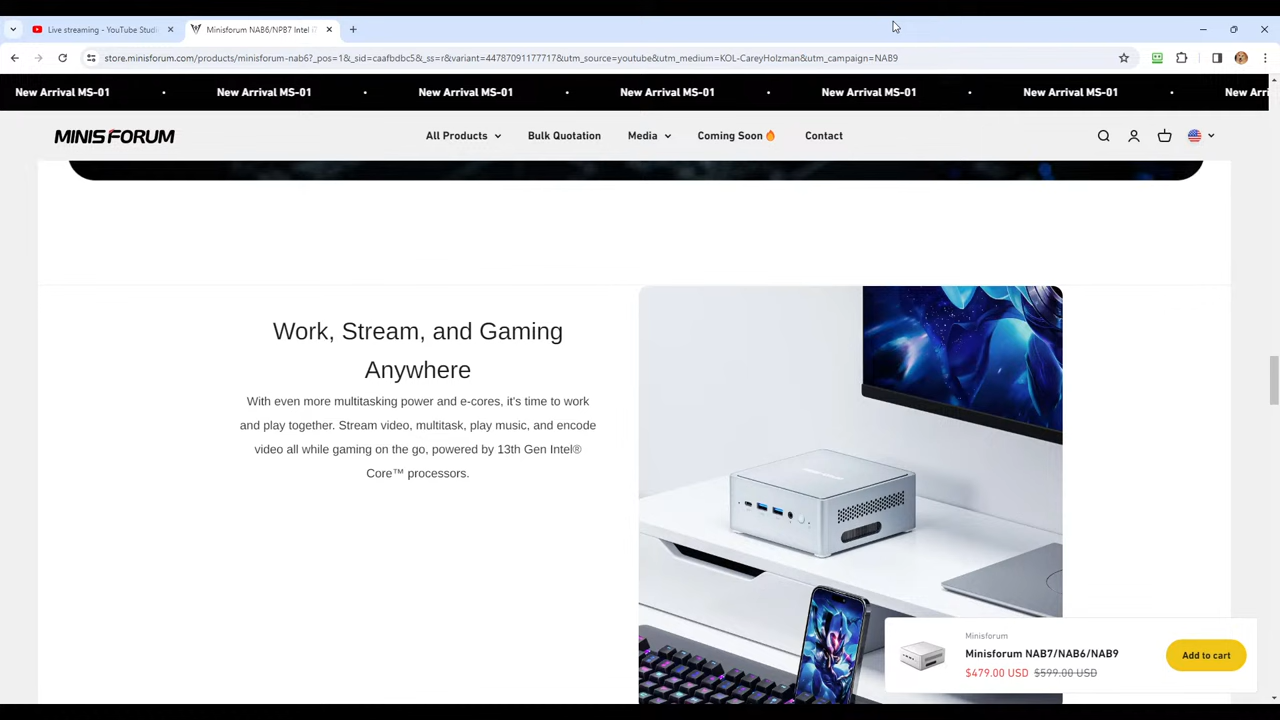 Live streaming - YouTube Studi
Minisforum NAB6/NPB7 Intel i7
store.minisforum.com/products/minisforum-nab6?_pos=1&_sid=caafbdbc5&_ss=r&variant=44787091177717&utm_source=youtube&utm_medium=KOL-CareyHolzman&utm_campaign=NAB9
New Arrival MS-01 • New Arrival MS-01 • New Arrival MS-01 • New Arrival MS-01 • New Arrival MS-01 • New Arrival MS-01 • New Arri
MINISFORUM All Products Bulk Quotation Media Coming Soon🔥 Contact
Work, Stream, and Gaming
Anywhere
With even more multitasking power and e-cores, it's time to work
and play together. Stream video, multitask, play music, and encode
video all while gaming on the go, powered by 13th Gen Intel®
Core™ processors.
Minisforum
Minisforum NAB7/NAB6/NAB9
$479.00 USD $599.00 USD
Add to cart